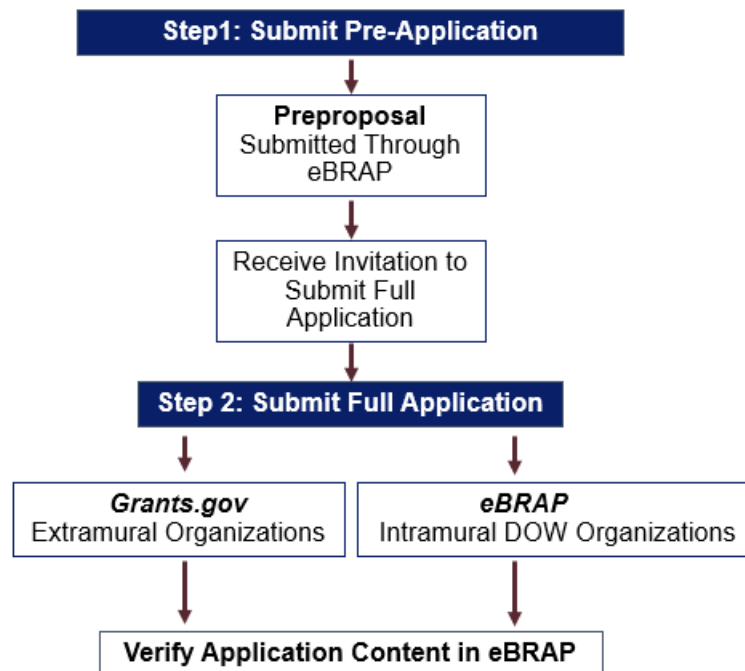 Step1: Submit Pre-Application
Preproposal
Submitted Through
eBRAP
Receive Invitation to
Submit Full
Application
Step 2: Submit Full Application
Grants.gov
Extramural Organizations
eBRAP
Intramural DOW Organizations
Verify Application Content in eBRAP